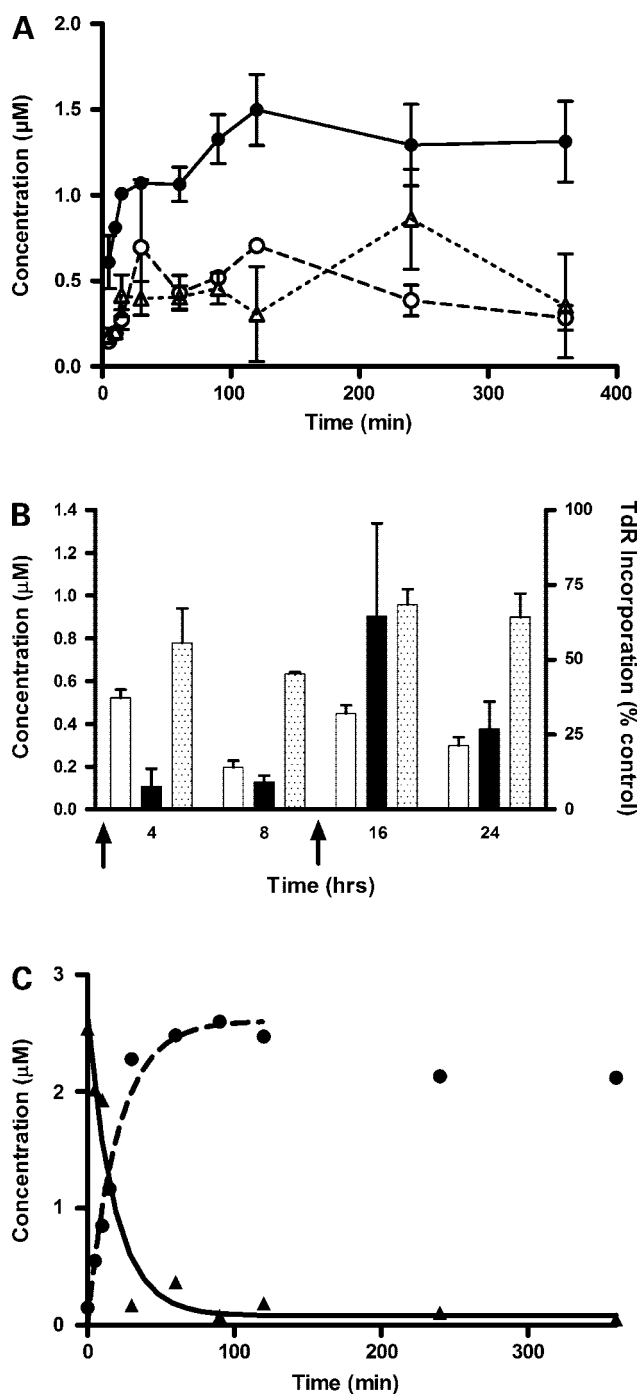 A
2.0
1.5
1.0
0.5
0.0
Concentration (µM)
0 100 200 300 400
Time (min)
B
1.4
1.2
1.0
0.8
0.6
0.4
0.2
0.0
Concentration (µM)
100
75
50
25
0
TdR Incorporation (% control)
4 8 16 24
Time (hrs)
C
3
2
1
0
Concentration (µM)
0 100 200 300
Time (min)